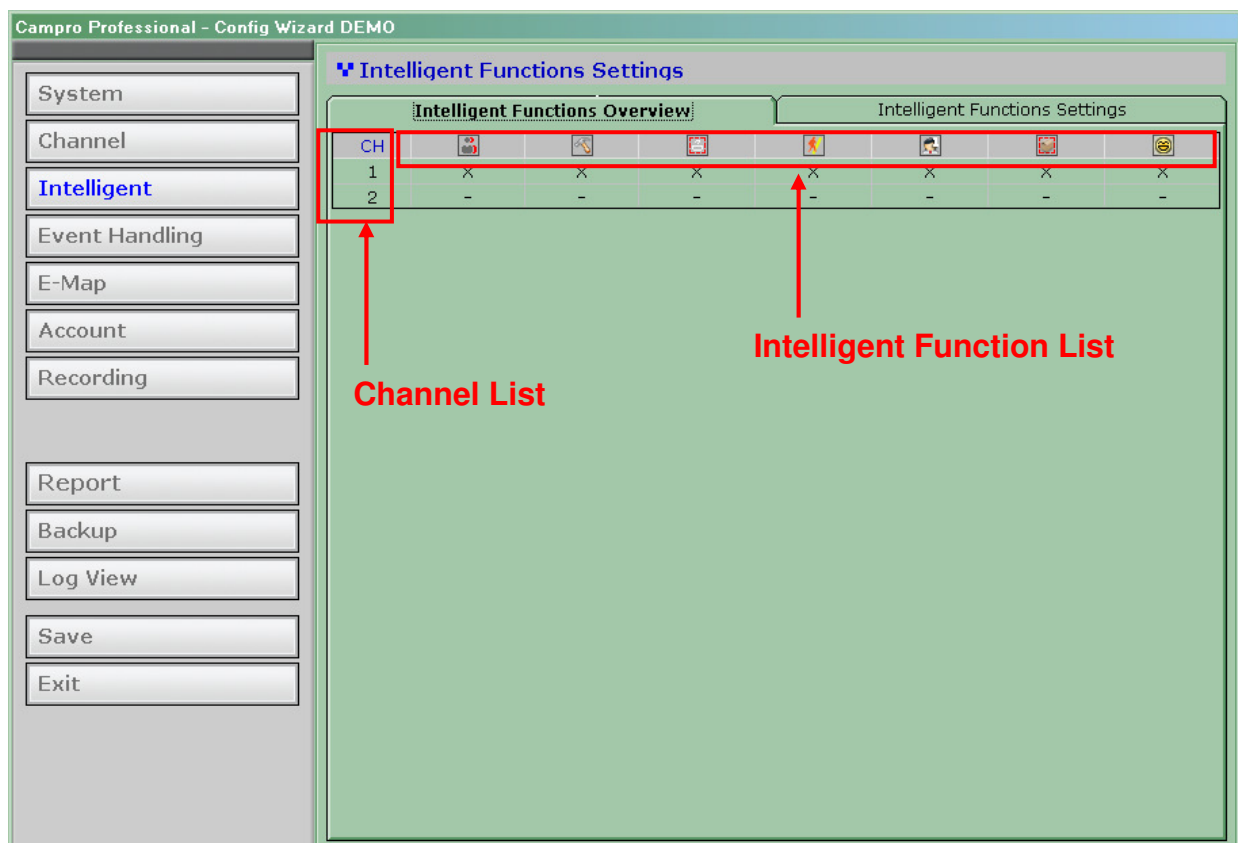 Campro Professional - Config Wizard DEMO
System
Channel
Intelligent
Event Handling
E-Map
Account
Recording
Report
Backup
Log View
Save
Exit
Intelligent Functions Settings
Intelligent Functions Overview
Intelligent Functions Settings
CH
1 X X X X X X X
2 - - - - - - -
Intelligent Function List
Channel List